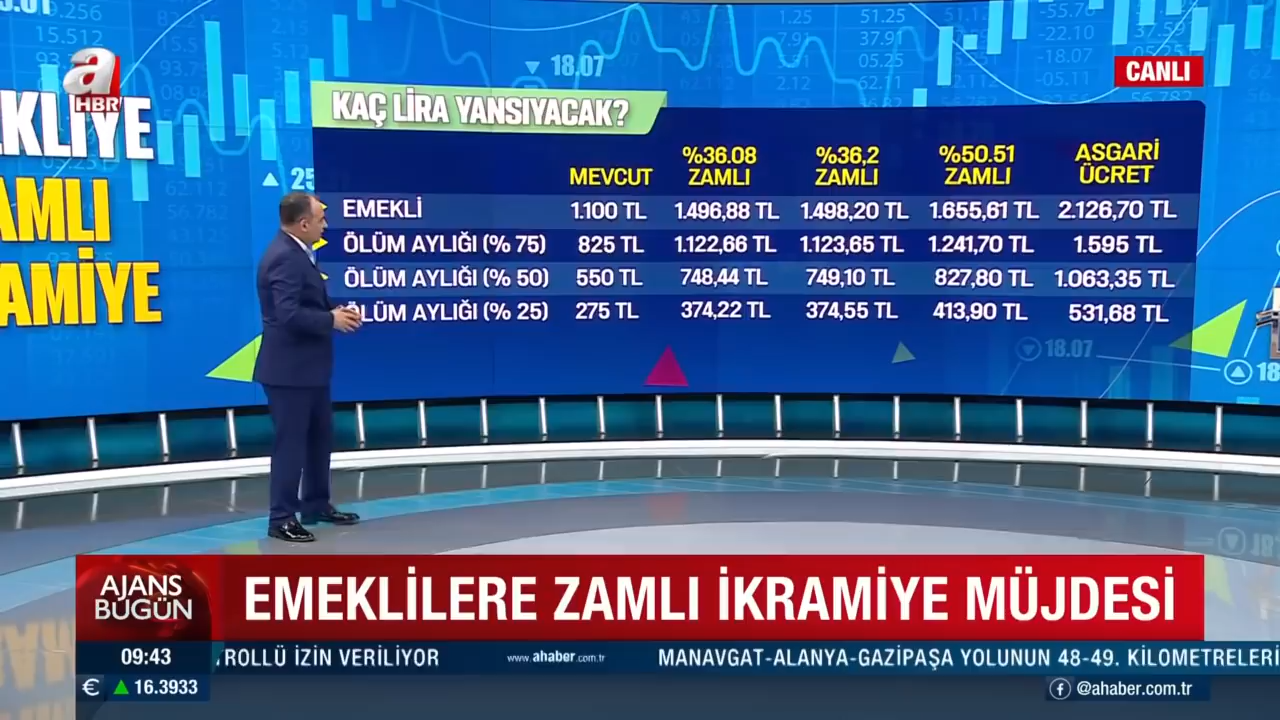 a
HBR
CANLI
18.07
KAÇ LİRA YANSIYACAK?
EKLİYE
AMLI
AMİYE
MEVCUT %36.08 ZAMLI %36,2 ZAMLI %50.51 ZAMLI ASGARİ ÜCRET
EMEKLİ 1.100 TL 1.496,88 TL 1.498,20 TL 1.655,61 TL 2.126,70 TL
ÖLÜM AYLIĞI (% 75) 825 TL 1.122,66 TL 1.123,65 TL 1.241,70 TL 1.595 TL
ÖLÜM AYLIĞI (% 50) 550 TL 748,44 TL 749,10 TL 827,80 TL 1.063,35 TL
ÖLÜM AYLIĞI (% 25) 275 TL 374,22 TL 374,55 TL 413,90 TL 531,68 TL
18.07
AJANS BUGÜN
EMEKLİLERE ZAMLI İKRAMİYE MÜJDESİ
09:43 TROLLÜ İZİN VERİLİYOR www.ahaber.com.tr MANAVGAT-ALANYA-GAZİPAŞA YOLUNUN 48-49. KİLOMETRELERİ
€ 16.3933 @ahaber.com.tr